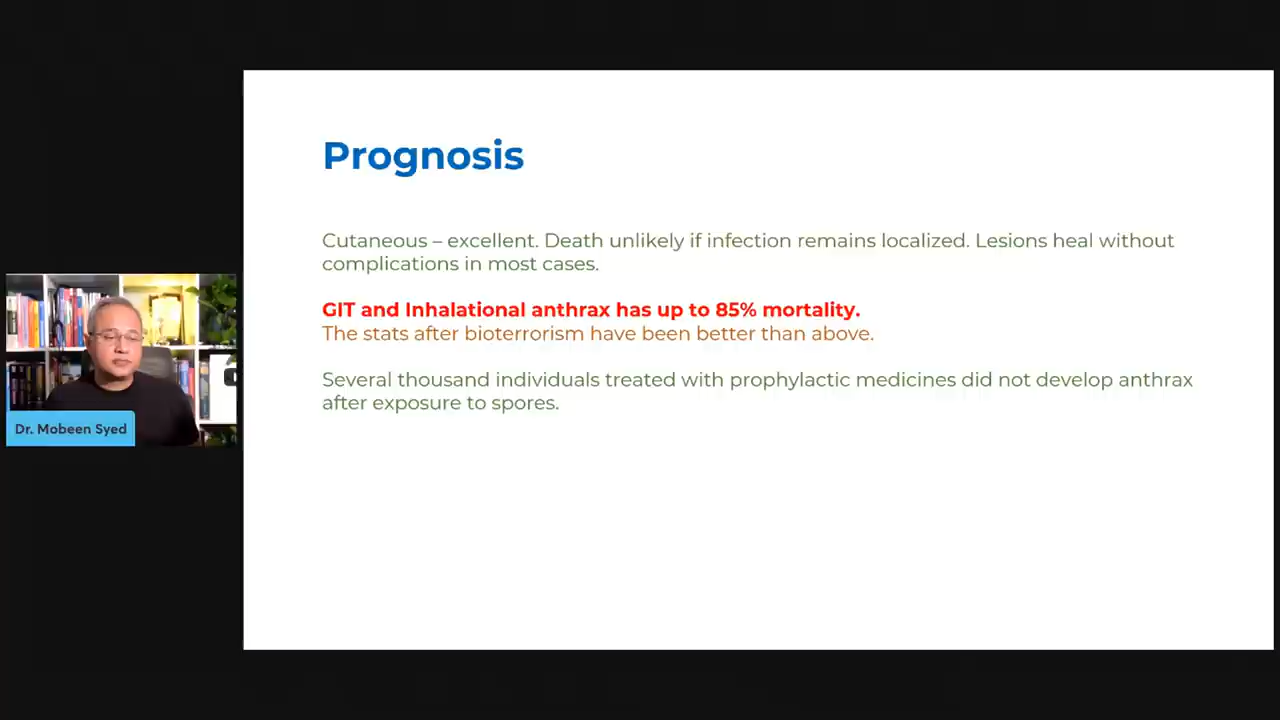 Prognosis
Cutaneous – excellent. Death unlikely if infection remains localized. Lesions heal without
complications in most cases.
GIT and Inhalational anthrax has up to 85% mortality.
The stats after bioterrorism have been better than above.
Several thousand individuals treated with prophylactic medicines did not develop anthrax
after exposure to spores.
Dr. Mobeen Syed